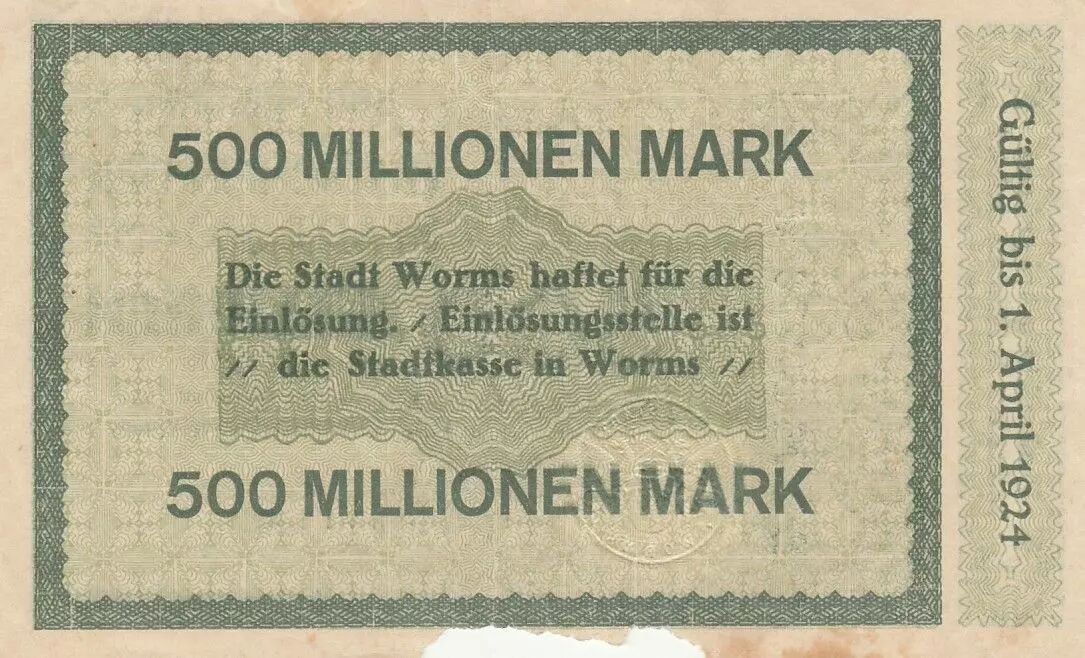 500 MILLIONEN MARK
Die Stadt Worms haftet für die
Einlösung. / Einlösungsstelle ist
// die Stadtkasse in Worms //
500 MILLIONEN MARK
Gültig bis 1. April 1924